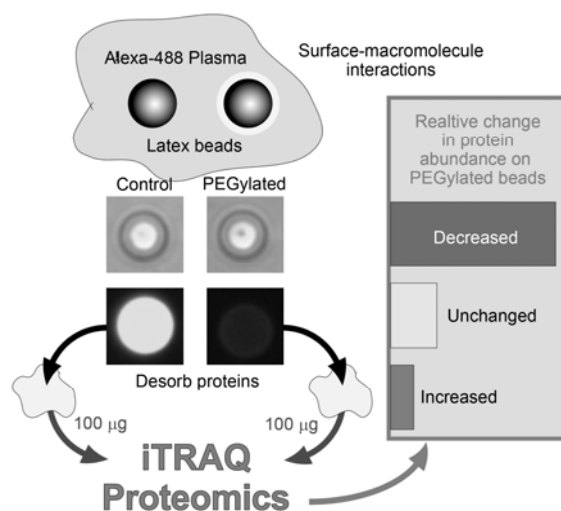 Alexa-488 Plasma
Surface-macromolecule
interactions
Latex beads
Control
PEGylated
Desorb proteins
100 μg
100 μg
iTRAQ
Proteomics
Realtive change
in protein
abundance on
PEGylated beads
Decreased
Unchanged
Increased